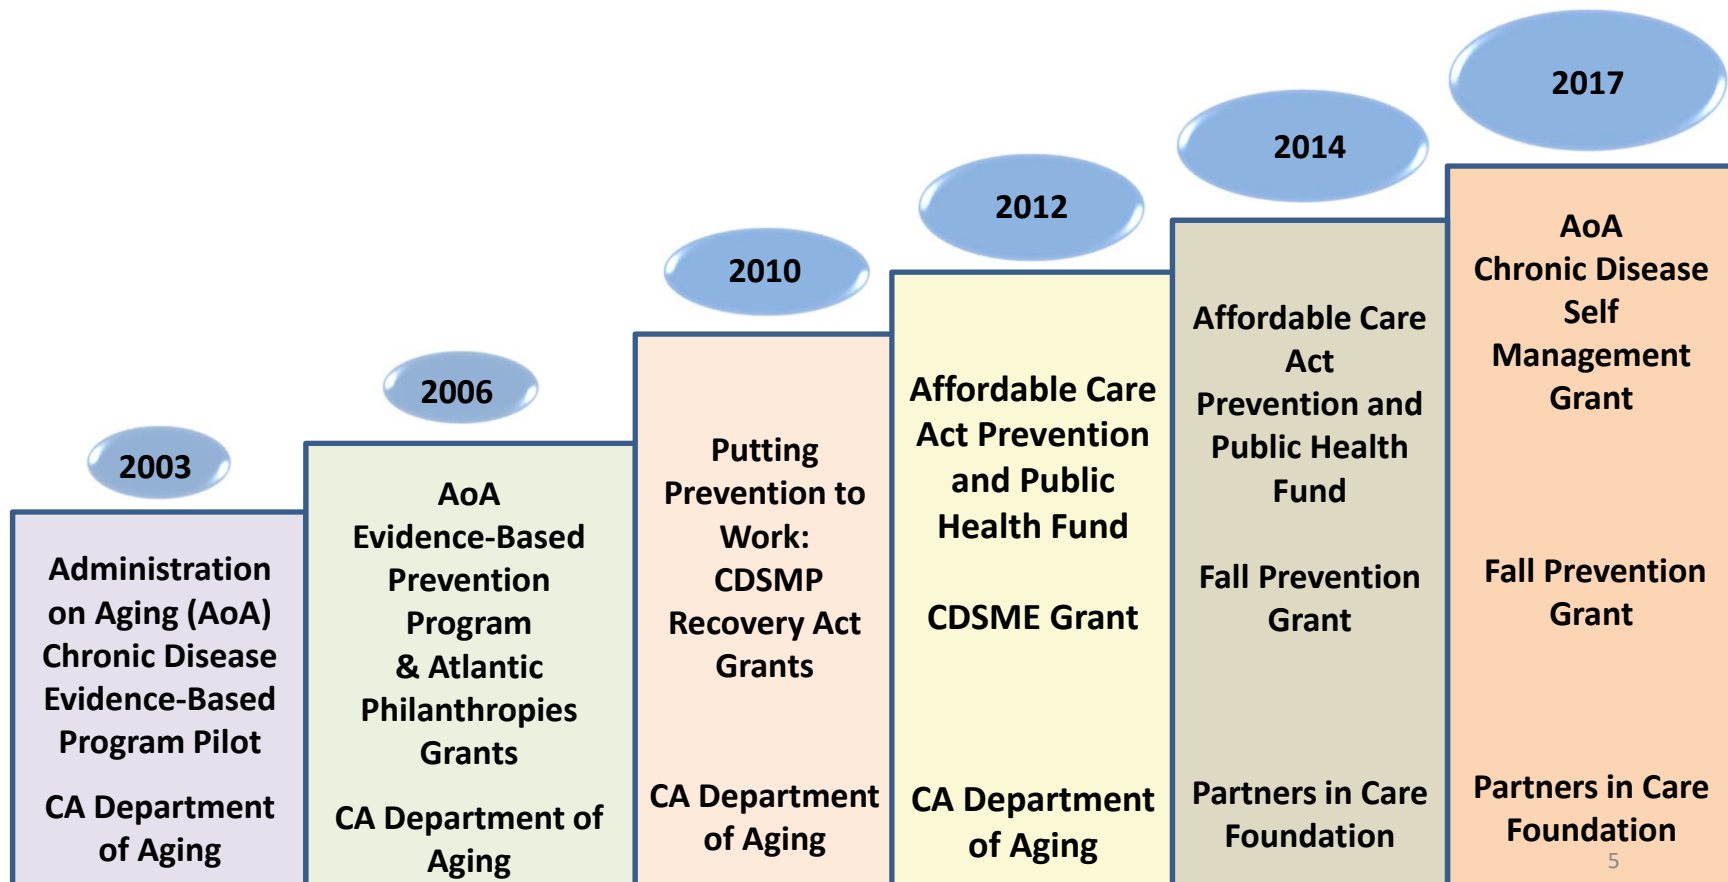 2003
Administration
on Aging (AoA)
Chronic Disease
Evidence-Based
Program Pilot
CA Department
of Aging
2006
AoA
Evidence-Based
Prevention
Program
& Atlantic
Philanthropies
Grants
CA Department of
Aging
2010
Putting
Prevention to
Work:
CDSMP
Recovery Act
Grants
CA Department
of Aging
2012
Affordable Care
Act Prevention
and Public
Health Fund
CDSME Grant
CA Department
of Aging
2014
Affordable Care
Act
Prevention and
Public Health
Fund
Fall Prevention
Grant
Partners in Care
Foundation
2017
AoA
Chronic Disease
Self
Management
Grant
Fall Prevention
Grant
Partners in Care
Foundation
5